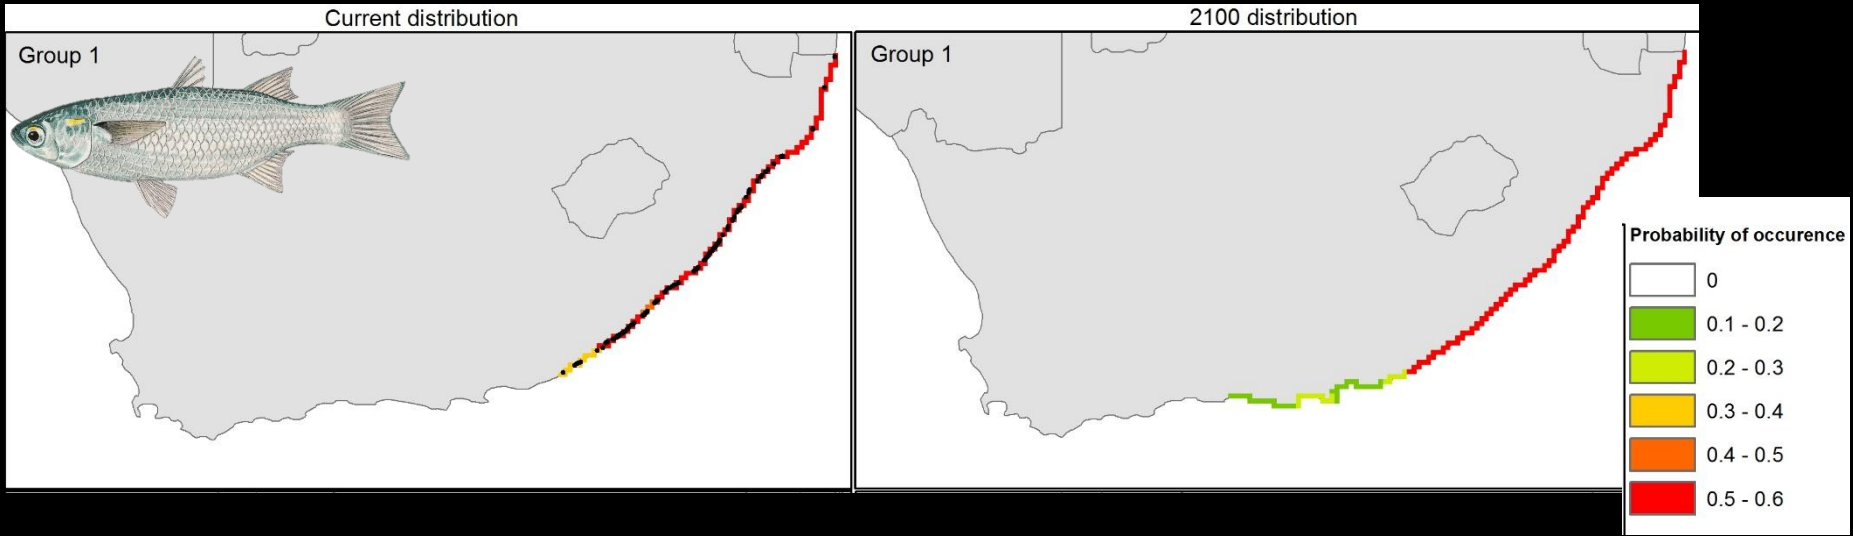 Current distribution
2100 distribution
Group 1
Group 1
Probability of occurence
0
0.1 - 0.2
0.2 - 0.3
0.3 - 0.4
0.4 - 0.5
0.5 - 0.6